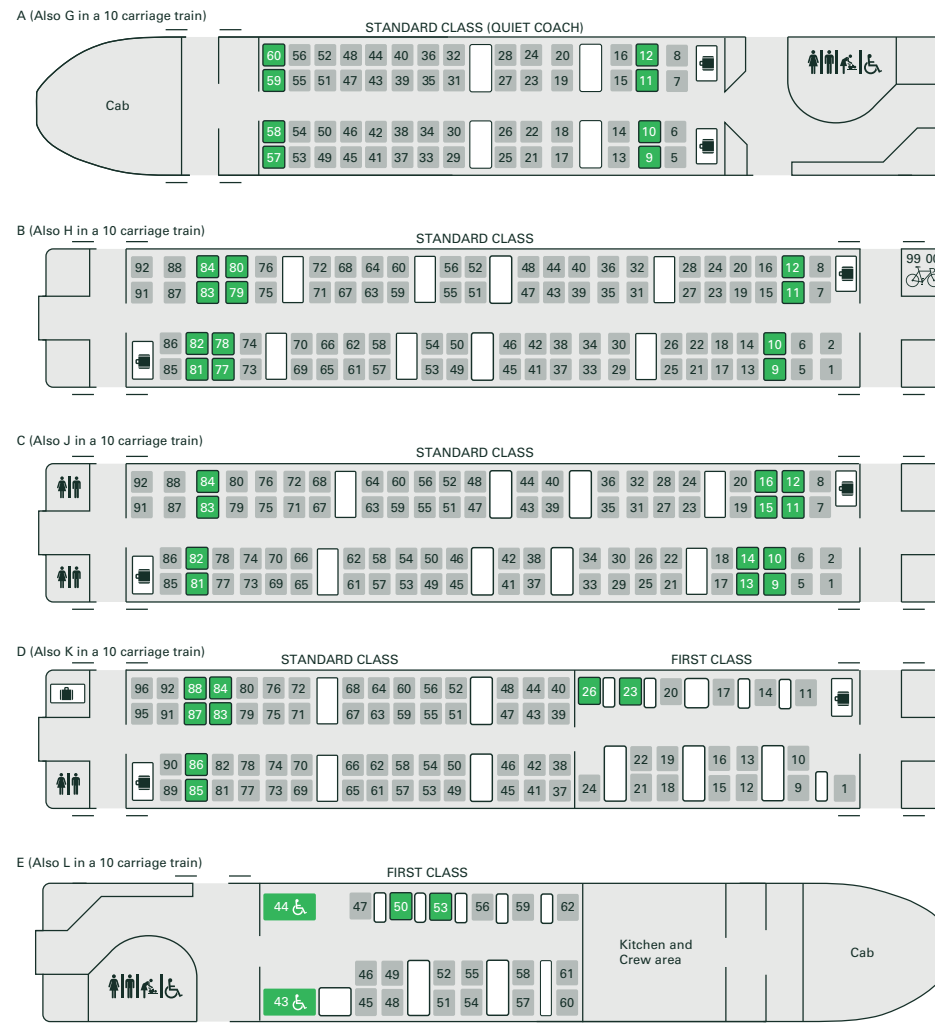 A (Also G in a 10 carriage train)
STANDARD CLASS (QUIET COACH)
60 56 52 48 44 40 36 32 28 24 20 16 12 8
59 55 51 47 43 39 35 31 27 23 19 15 11 7
Cab
58 54 50 46 42 38 34 30 26 22 18 14 10 6
57 53 49 45 41 37 33 29 25 21 17 13 9 5
B (Also H in a 10 carriage train)
STANDARD CLASS
92 88 84 80 76 72 68 64 60 56 52 48 44 40 36 32 28 24 20 16 12 8 99 00
91 87 83 79 75 71 67 63 59 55 51 47 43 39 35 31 27 23 19 15 11 7
86 82 78 74 70 66 62 58 54 50 46 42 38 34 30 26 22 18 14 10 6 2
85 81 77 73 69 65 61 57 53 49 45 41 37 33 29 25 21 17 13 9 5 1
C (Also J in a 10 carriage train)
STANDARD CLASS
92 88 84 80 76 72 68 64 60 56 52 48 44 40 36 32 28 24 20 16 12 8
91 87 83 79 75 71 67 63 59 55 51 47 43 39 35 31 27 23 19 15 11 7
86 82 78 74 70 66 62 58 54 50 46 42 38 34 30 26 22 18 14 10 6 2
85 81 77 73 69 65 61 57 53 49 45 41 37 33 29 25 21 17 13 9 5 1
D (Also K in a 10 carriage train)
STANDARD CLASS FIRST CLASS
96 92 88 84 80 76 72 68 64 60 56 52 48 44 40 26 23 20 17 14 11
95 91 87 83 79 75 71 67 63 59 55 51 47 43 39
90 86 82 78 74 70 66 62 58 54 50 46 42 38 22 19 16 13 10
89 85 81 77 73 69 65 61 57 53 49 45 41 37 24 21 18 15 12 9 1
E (Also L in a 10 carriage train)
FIRST CLASS
44 47 50 53 56 59 62
Kitchen and
Crew area
Cab
46 49 52 55 58 61
43 45 48 51 54 57 60